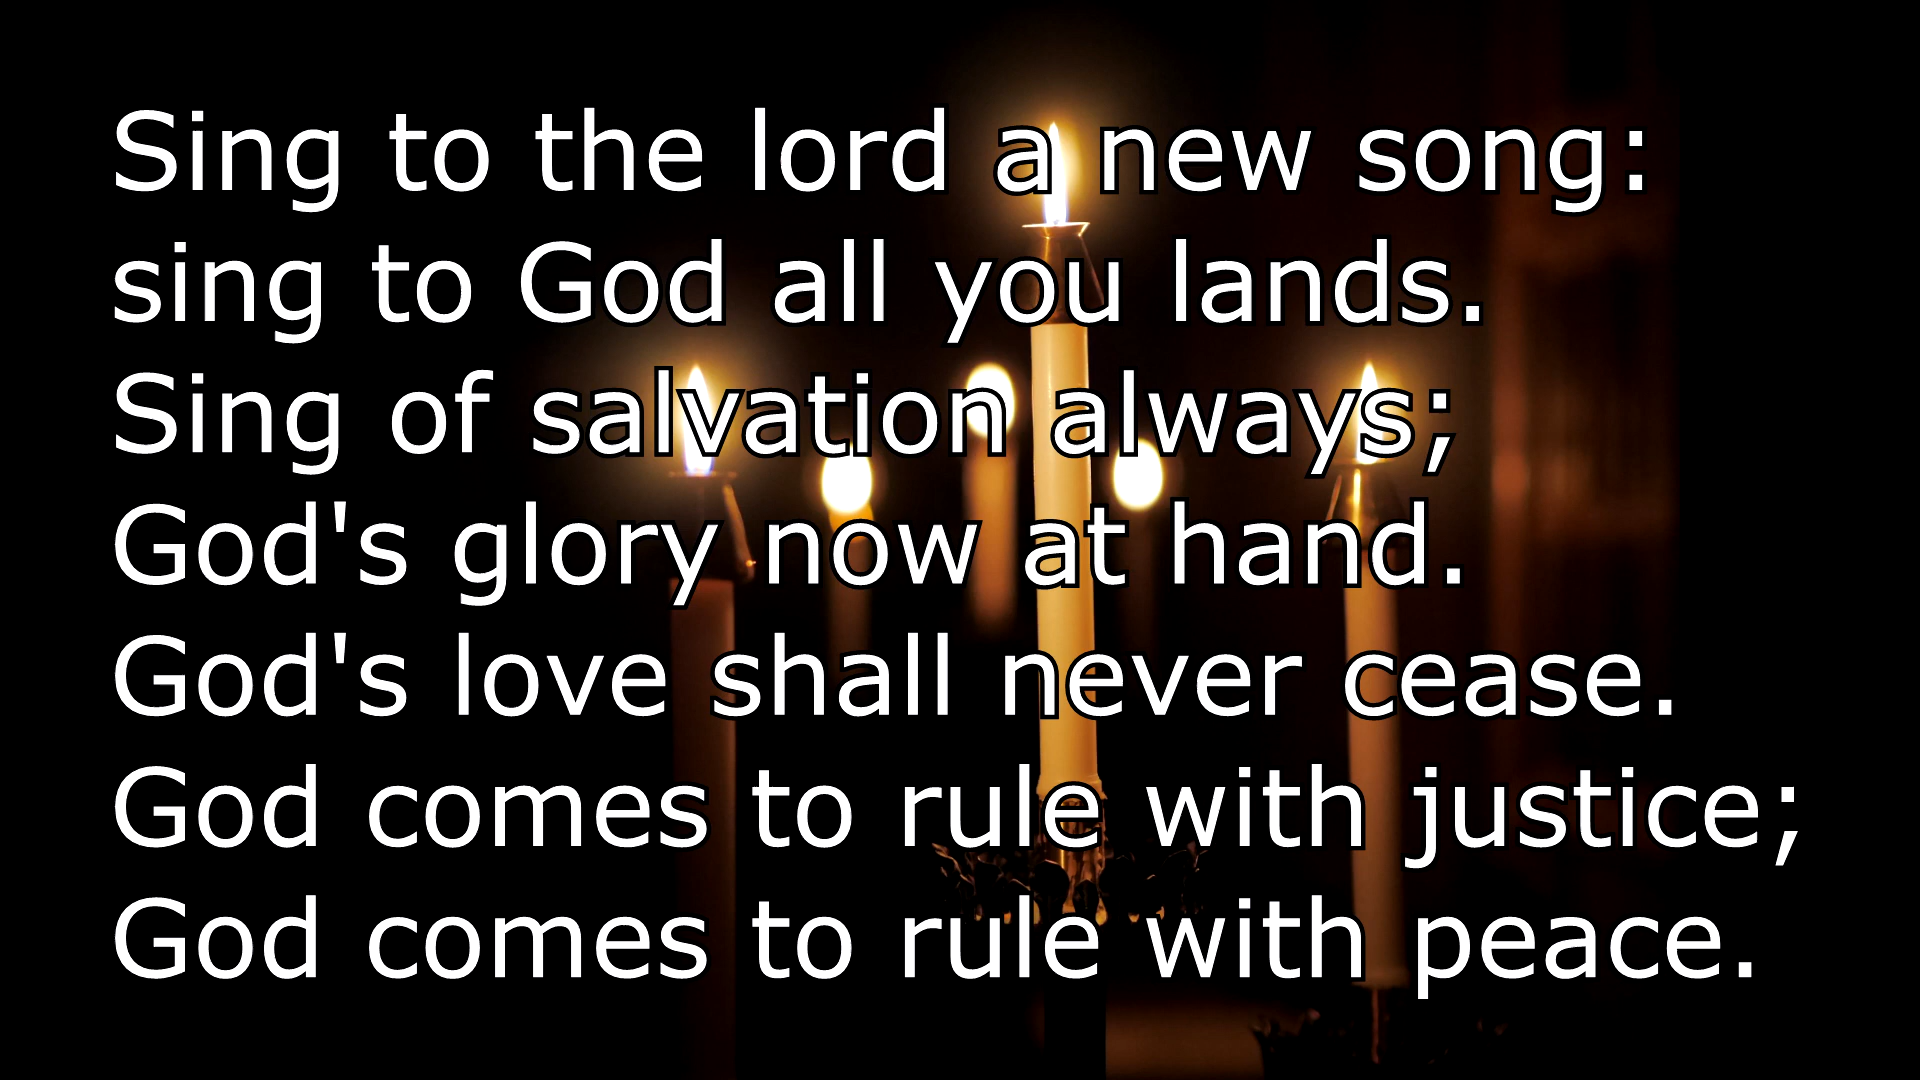 Sing to the lord a new song:
sing to God all you lands.
Sing of salvation always;
God's glory now at hand.
God's love shall never cease.
God comes to rule with justice;
God comes to rule with peace.